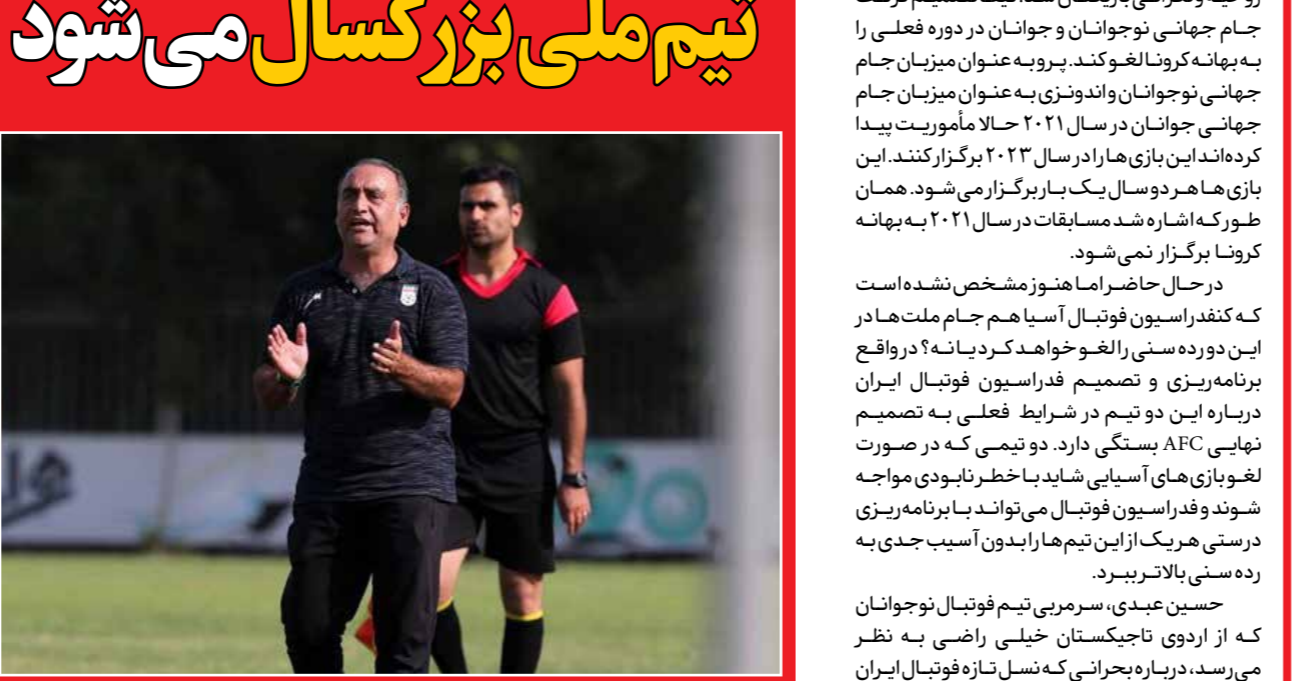 تیم ملی بزرگسال می‌شود
جام جهانی نوجوانان و جوانان در دوره فعلی را
به بهانه کرونا لغو کند. پرو به عنوان میزبان جام
جهانی نوجوانان و اندونزی به عنوان میزبان جام
جهانی جوانان در سال ۲۰۲۱ حالا مأموریت پیدا
کرده‌اند این بازی‌ها را در سال ۲۰۲۳ برگزار کنند. این
بازی‌ها هر دو سال یک بار برگزار می‌شود. همان
طور که اشاره شد مسابقات در سال ۲۰۲۱ به بهانه
کرونا برگزار نمی‌شود.
در حال حاضر اما هنوز مشخص نشده است
که کنفدراسیون فوتبال آسیا هم جام ملت‌ها در
این دو رده سنی را لغو خواهد کرد یا نه؟ در واقع
برنامه‌ریزی و تصمیم فدراسیون فوتبال ایران
درباره این دو تیم در شرایط فعلی به تصمیم
نهایی AFC بستگی دارد. دو تیمی که در صورت
لغو بازی‌های آسیایی شاید با خطر نابودی مواجه
شوند و فدراسیون فوتبال می‌تواند با برنامه‌ریزی
درستی هر یک از این تیم‌ها را بدون آسیب جدی به
رده سنی بالاتر ببرد.
حسین عبدی، سرمربی تیم فوتبال نوجوانان
که از اردوی تاجیکستان خیلی راضی به نظر
می‌رسد، درباره بحرانی که نسل تازه فوتبال ایران